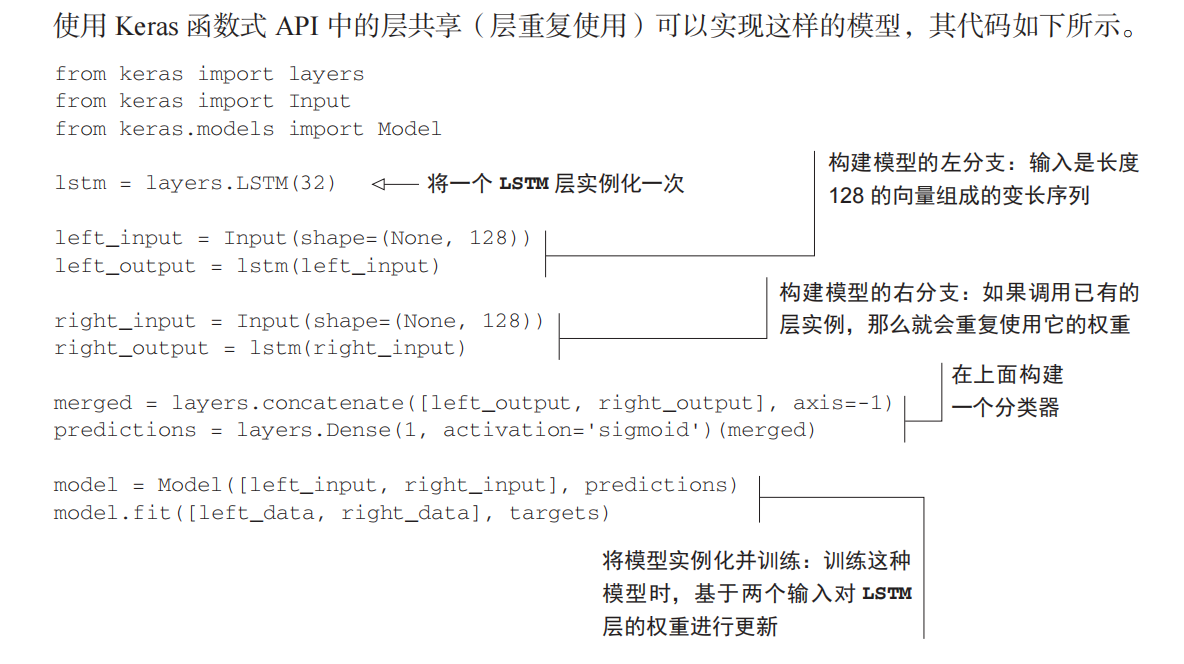 使用 Keras 函数式 API 中的层共享（层重复使用）可以实现这样的模型，其代码如下所示。
from keras import layers
from keras import Input
from keras.models import Model
lstm = layers.LSTM(32)
将一个 LSTM 层实例化一次
构建模型的左分支：输入是长度
128 的向量组成的变长序列
left_input = Input(shape=(None, 128))
left_output = lstm(left_input)
构建模型的右分支：如果调用已有的
层实例，那么就会重复使用它的权重
right_input = Input(shape=(None, 128))
right_output = lstm(right_input)
在上面构建
一个分类器
merged = layers.concatenate([left_output, right_output], axis=-1)
predictions = layers.Dense(1, activation='sigmoid')(merged)
model = Model([left_input, right_input], predictions)
model.fit([left_data, right_data], targets)
将模型实例化并训练：训练这种
模型时，基于两个输入对 LSTM
层的权重进行更新